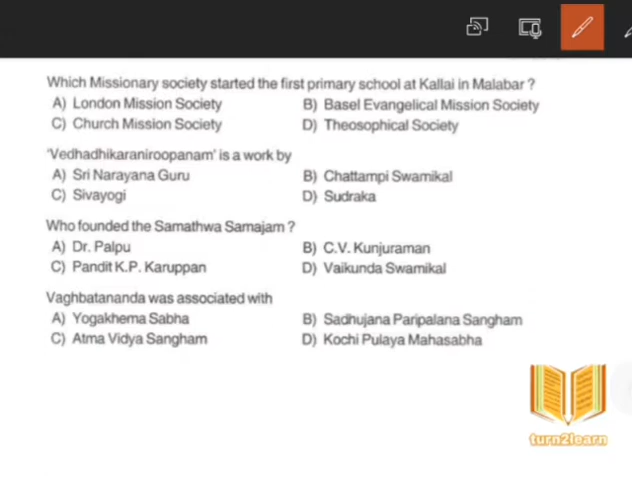 Which Missionary society started the first primary school at Kallai in Malabar ?
A) London Mission Society B) Basel Evangelical Mission Society
C) Church Mission Society D) Theosophical Society
'Vedhadhikaraniroopanam' is a work by
A) Sri Narayana Guru B) Chattampi Swamikal
C) Sivayogi D) Sudraka
Who founded the Samathwa Samajam ?
A) Dr. Palpu B) C.V. Kunjuraman
C) Pandit K.P. Karuppan D) Vaikunda Swamikal
Vaghbatananda was associated with
A) Yogakhema Sabha B) Sadhujana Paripalana Sangham
C) Atma Vidya Sangham D) Kochi Pulaya Mahasabha
turn2learn